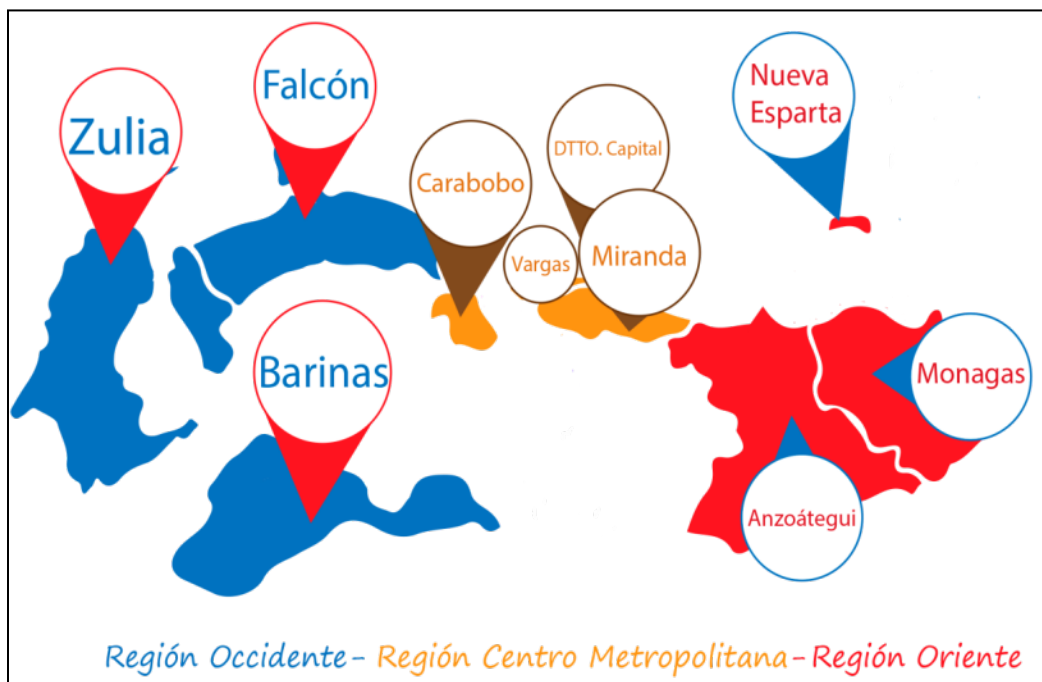 Zulia
Falcón
Nueva
Esparta
DTTO. Capital
Carabobo
Vargas
Miranda
Barinas
Monagas
Anzoátegui
Región Occidente - Región Centro Metropolitana - Región Oriente